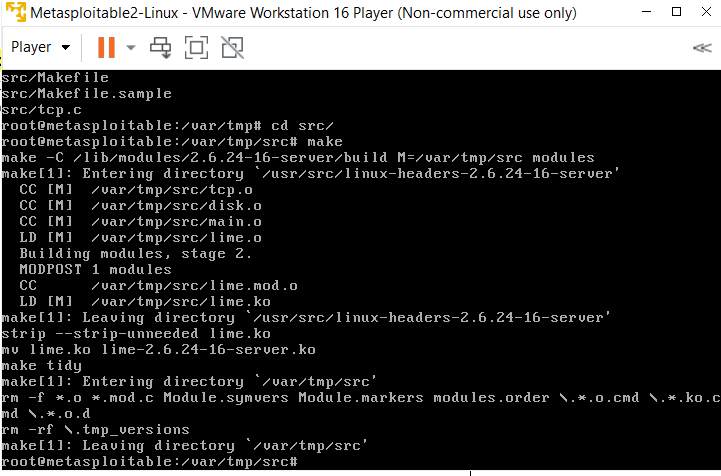 Metasploitable2-Linux - VMware Workstation 16 Player (Non-commercial use only)
Player
src/Makefile
src/Makefile.sample
src/tcp.c
root@metasploitable:/var/tmp# cd src/
root@metasploitable:/var/tmp/src# make
make -C /lib/modules/2.6.24-16-server/build M=/var/tmp/src modules
make[1]: Entering directory `/usr/src/linux-headers-2.6.24-16-server'
  CC [M]  /var/tmp/src/tcp.o
  CC [M]  /var/tmp/src/disk.o
  CC [M]  /var/tmp/src/main.o
  LD [M]  /var/tmp/src/lime.o
  Building modules, stage 2.
  MODPOST 1 modules
  CC      /var/tmp/src/lime.mod.o
  LD [M]  /var/tmp/src/lime.ko
make[1]: Leaving directory `/usr/src/linux-headers-2.6.24-16-server'
strip --strip-unneeded lime.ko
mv lime.ko lime-2.6.24-16-server.ko
make tidy
make[1]: Entering directory `/var/tmp/src'
rm -f *.o *.mod.c Module.symvers Module.markers modules.order \.*.o.cmd \.*.ko.c
md \.*.o.d
rm -rf \.tmp_versions
make[1]: Leaving directory `/var/tmp/src'
root@metasploitable:/var/tmp/src#